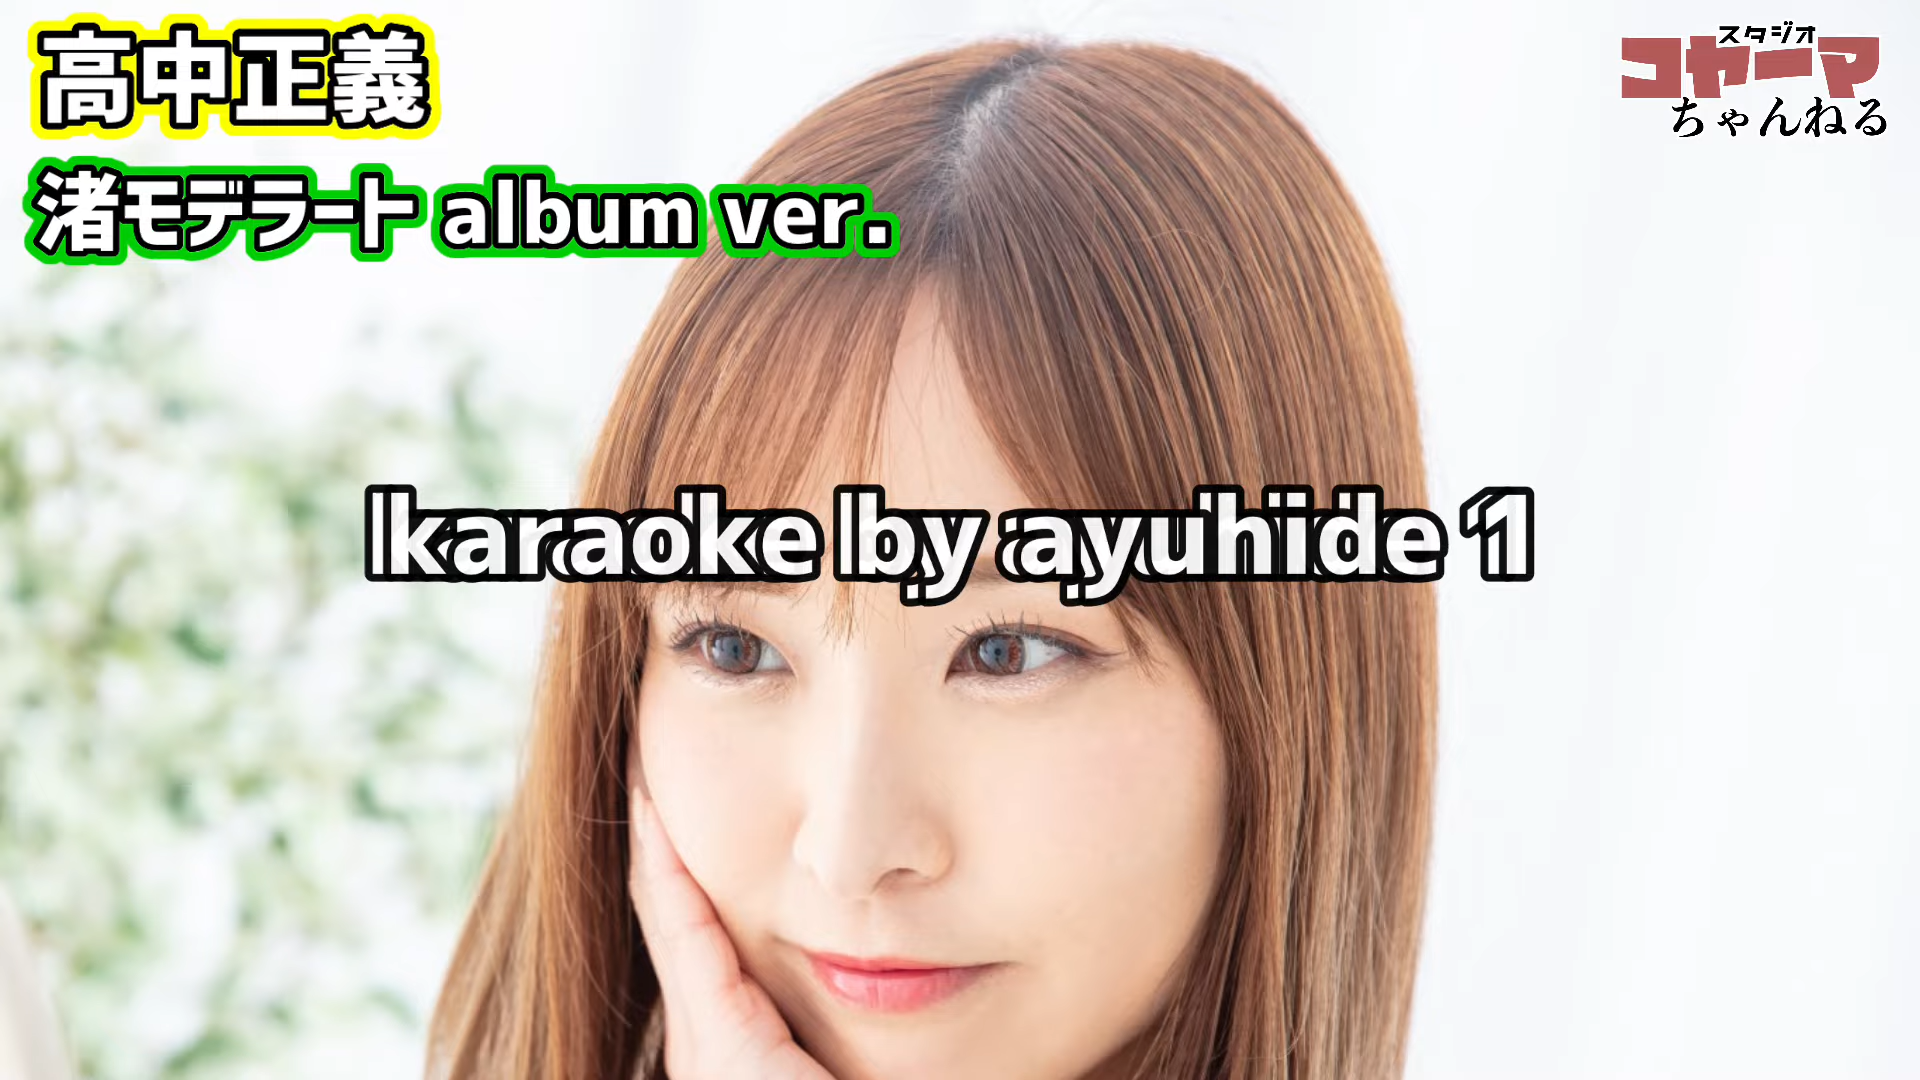 高中正義
渚モデラート album ver.
スタジオ
コヤーマ
ちゃんねる
karaoke by ayuhide 1